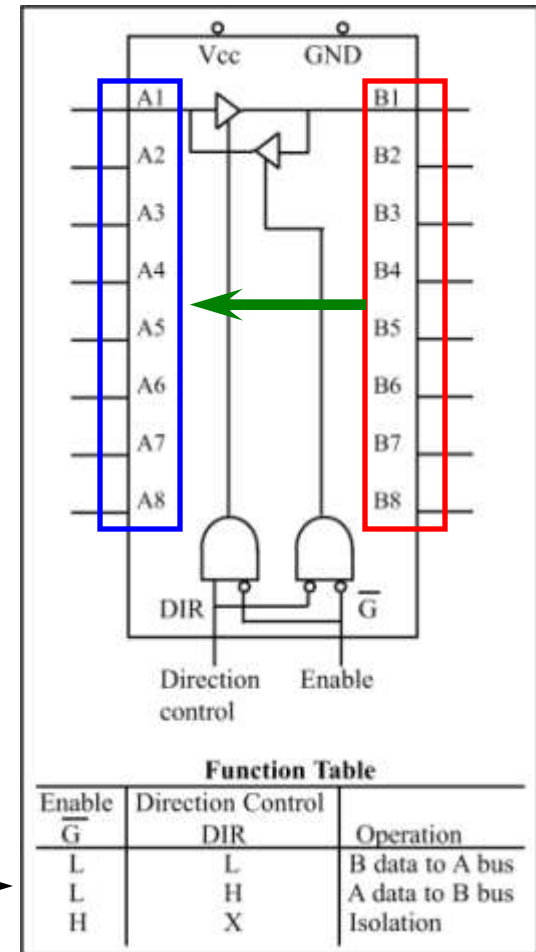 Vcc GND
A1 B1
A2 B2
A3 B3
A4 B4
A5 B5
A6 B6
A7 B7
A8 B8
DIR G̅
Direction Enable
control
Function Table
Enable Direction Control
G̅ DIR Operation
L L B data to A bus
L H A data to B bus
H X Isolation